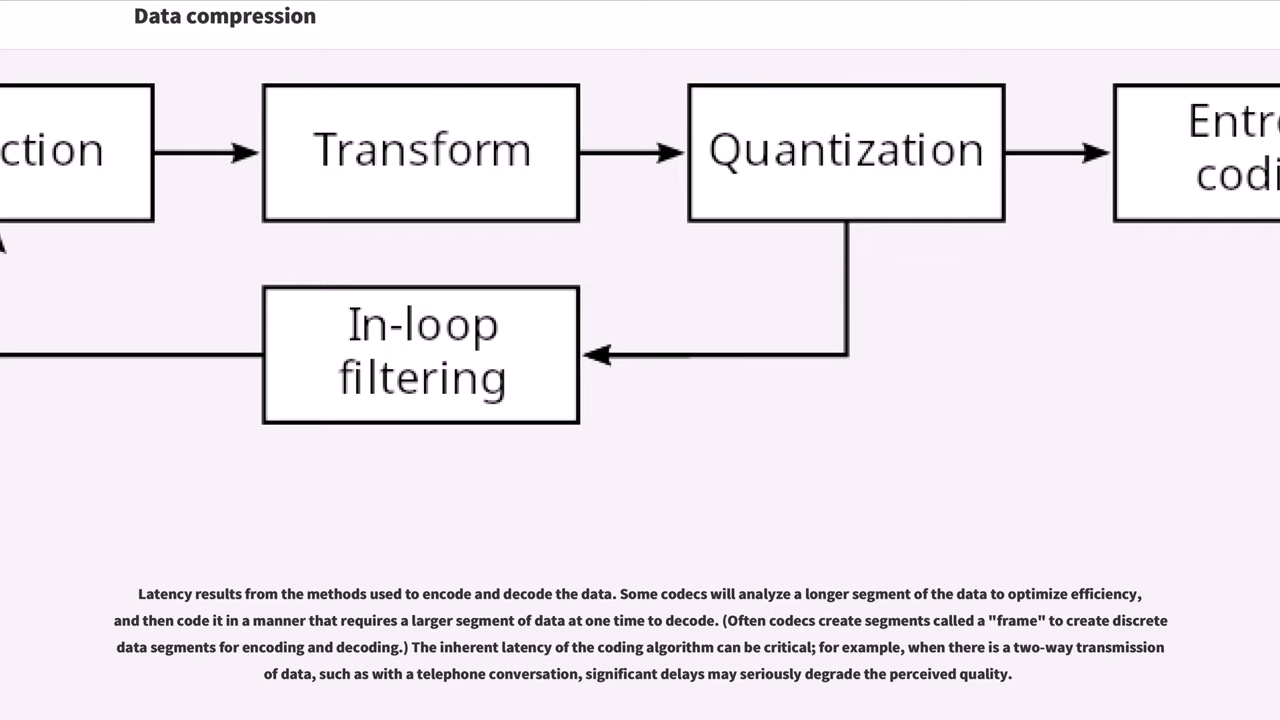 Data compression
ction
Transform
Quantization
Entr
codi
In-loop
filtering
Latency results from the methods used to encode and decode the data. Some codecs will analyze a longer segment of the data to optimize efficiency,
and then code it in a manner that requires a larger segment of data at one time to decode. (Often codecs create segments called a "frame" to create discrete
data segments for encoding and decoding.) The inherent latency of the coding algorithm can be critical; for example, when there is a two-way transmission
of data, such as with a telephone conversation, significant delays may seriously degrade the perceived quality.